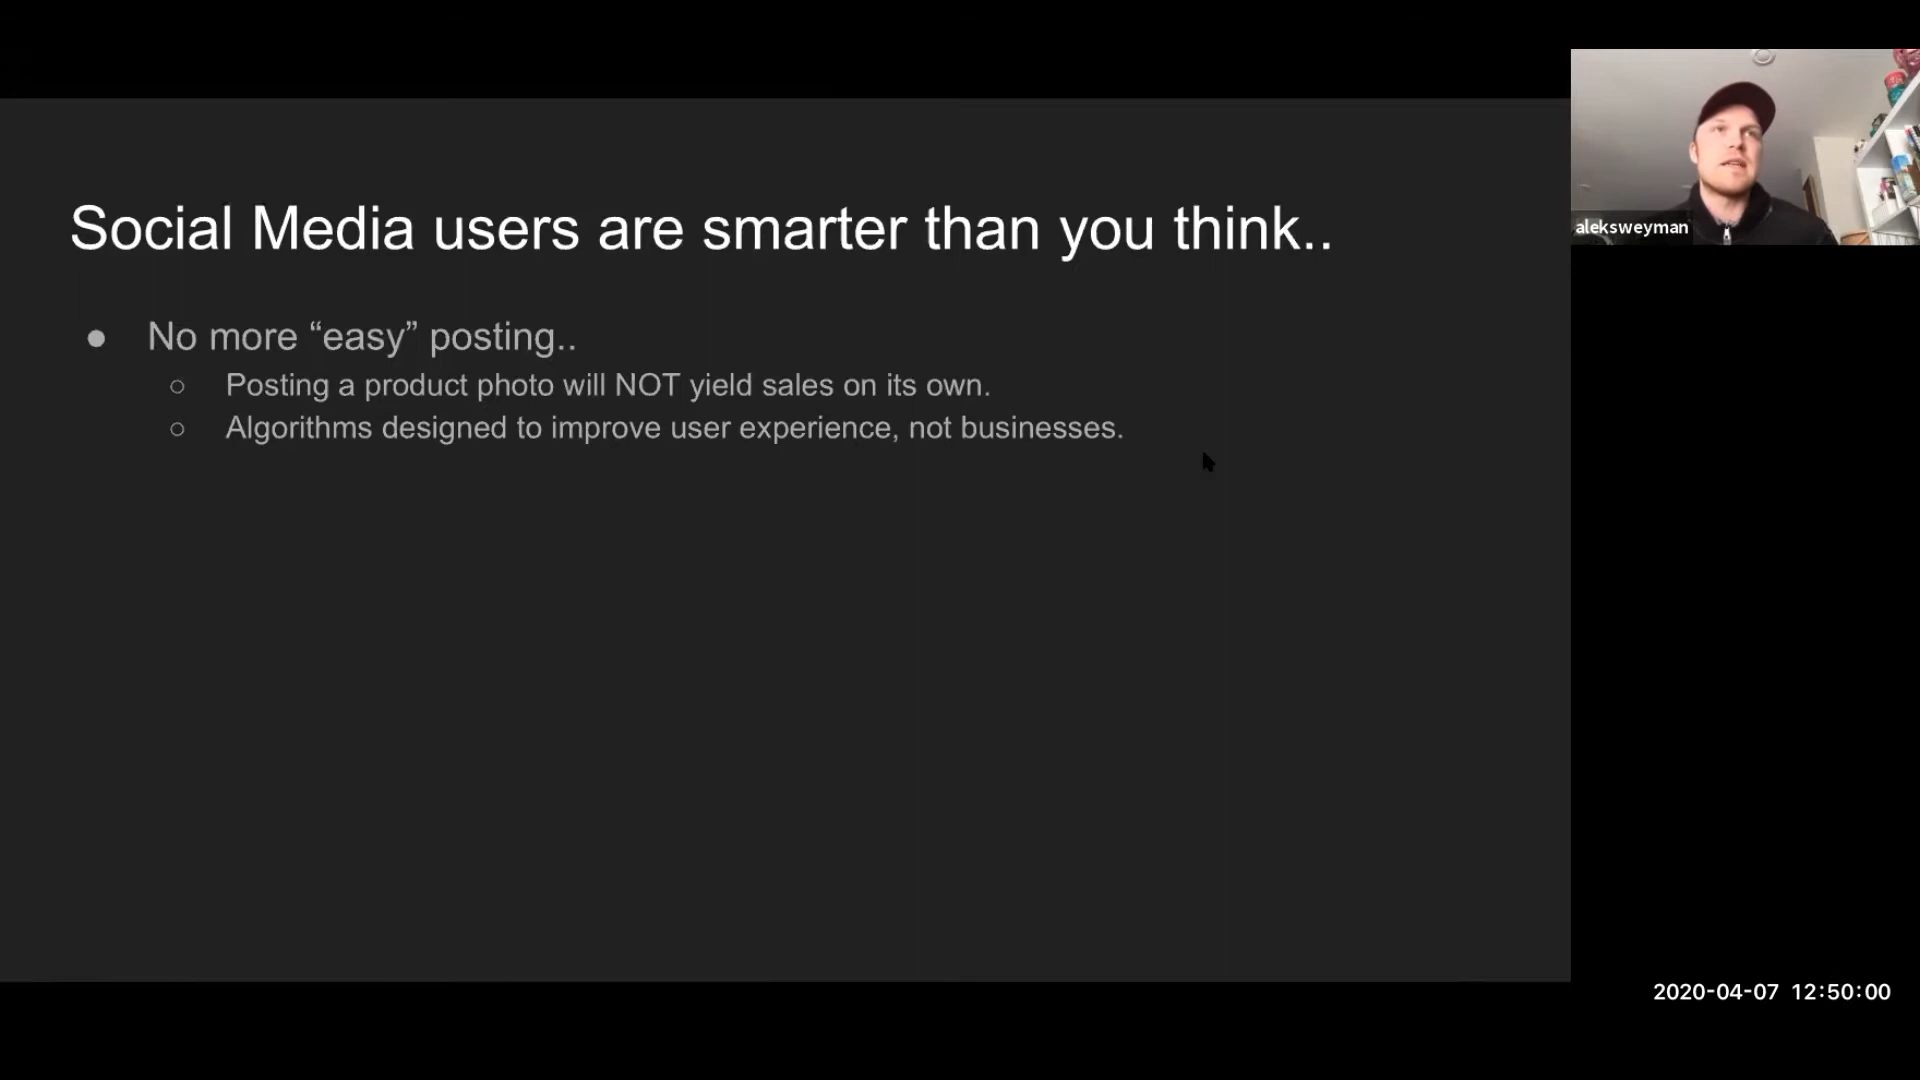 Social Media users are smarter than you think..
● No more “easy” posting..
○ Posting a product photo will NOT yield sales on its own.
○ Algorithms designed to improve user experience, not businesses.
aleksweyman
2020-04-07 12:50:00